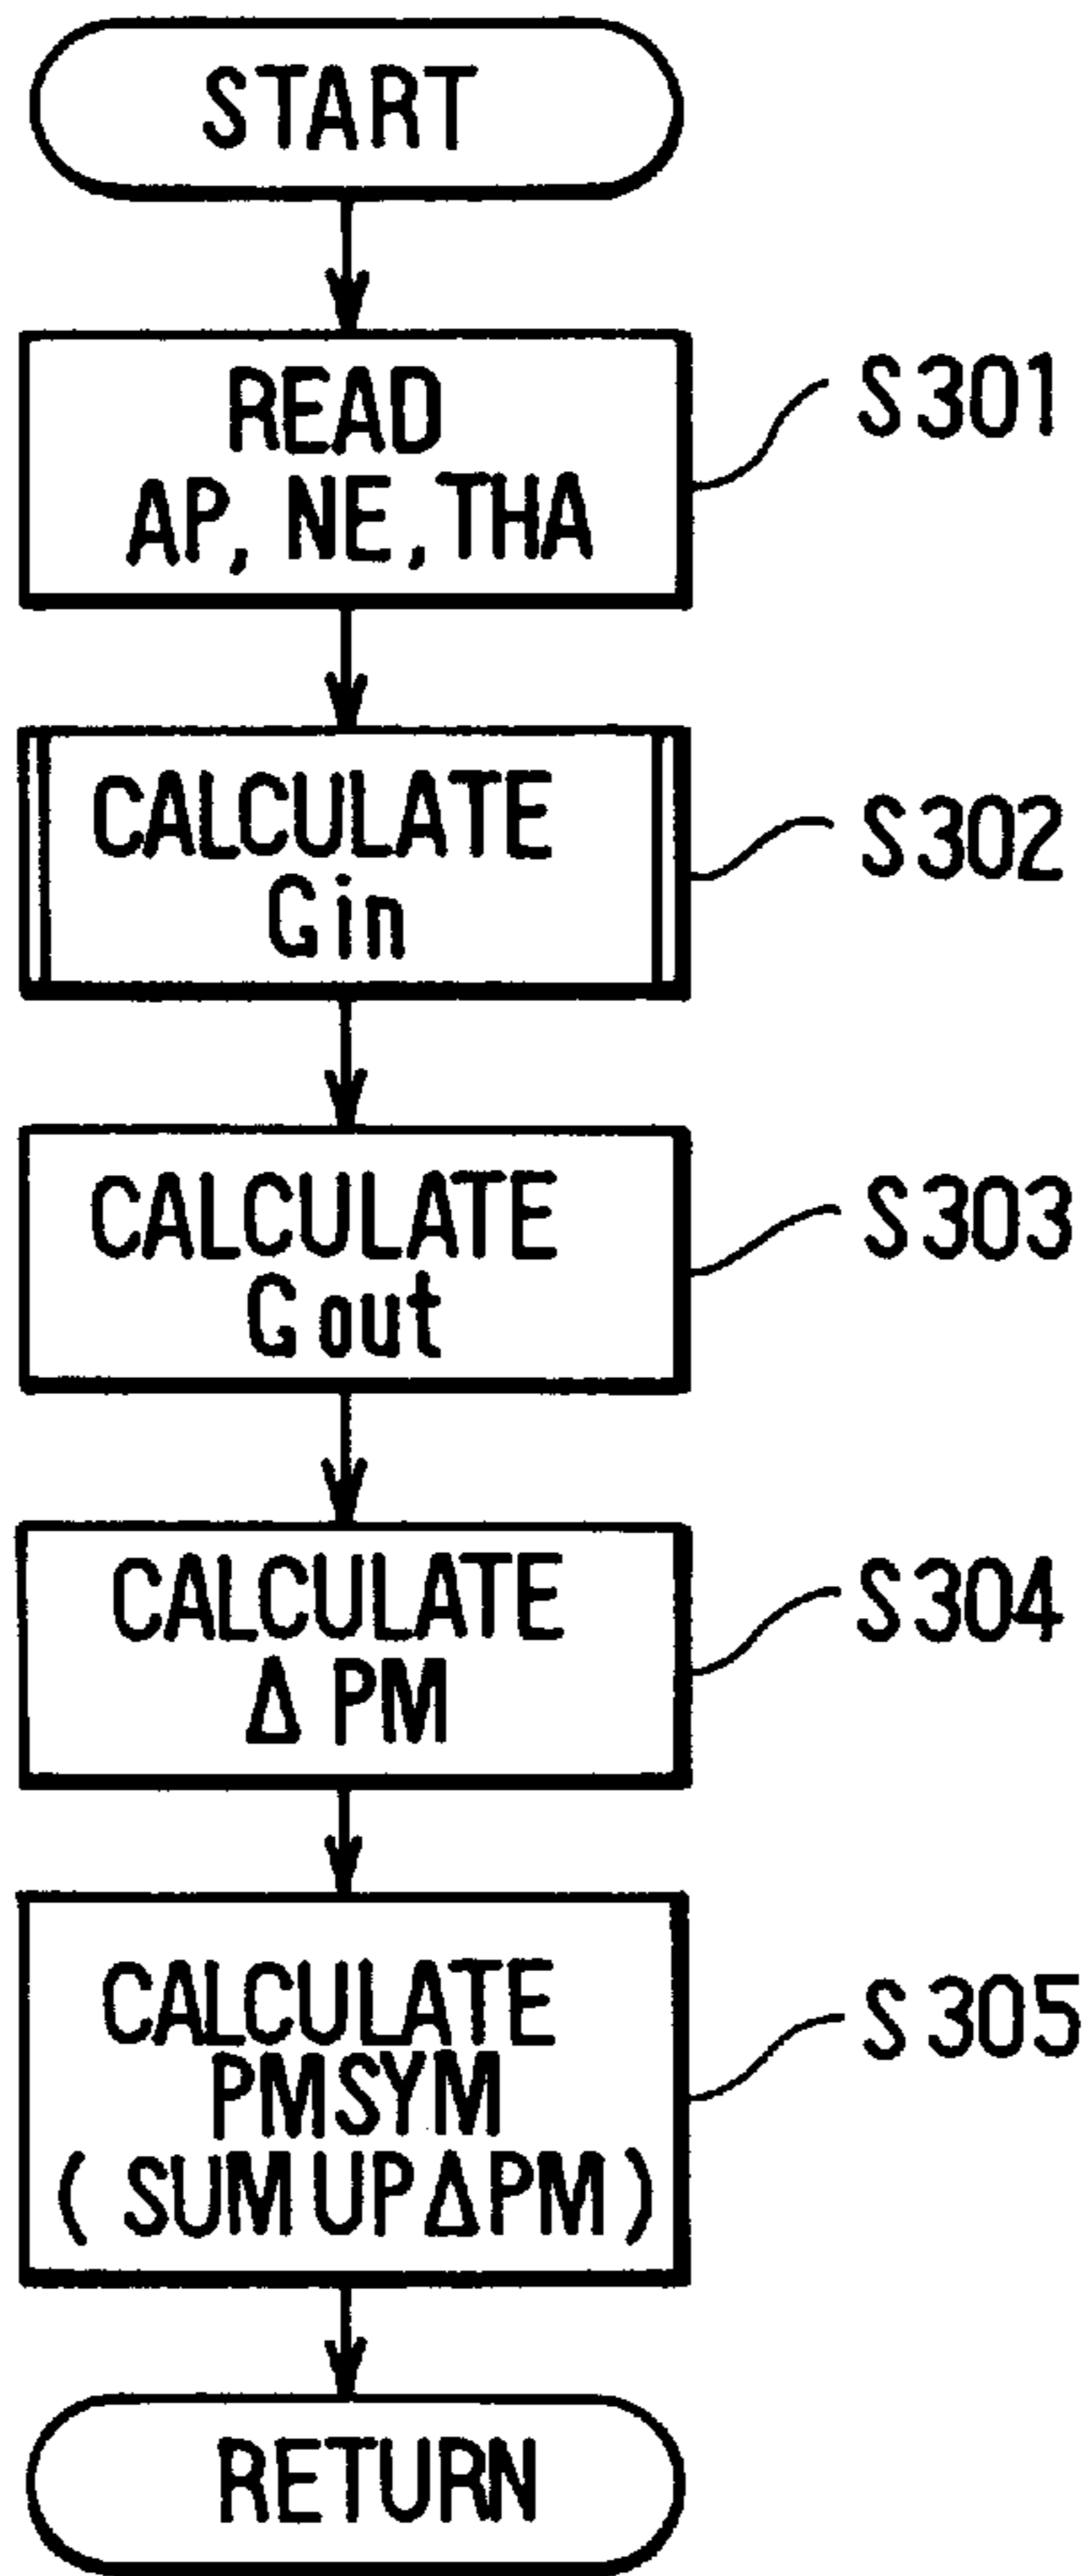 START
READ
AP, NE, THA
S301
CALCULATE
Gin
S302
CALCULATE
Gout
S303
CALCULATE
Δ PM
S304
CALCULATE
PMSYM
( SUM UP Δ PM )
S305
RETURN